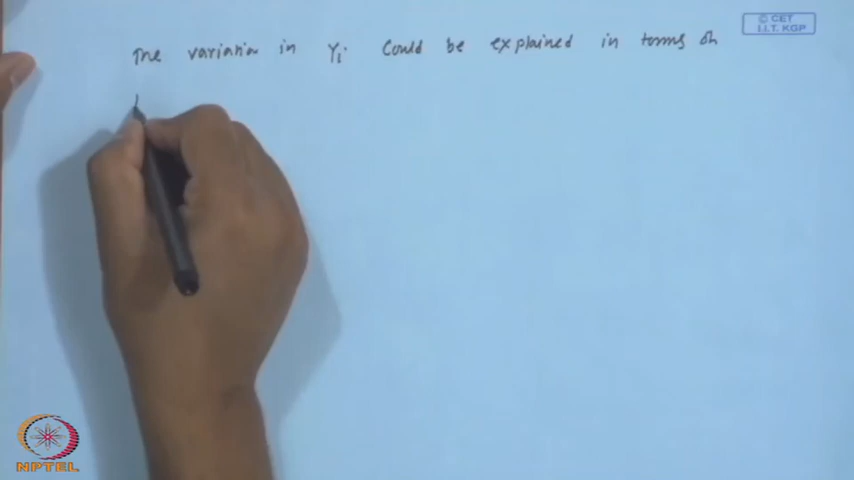 The variation in Yi could be explained in terms of
© CET
I.I.T. KGP
NPTEL